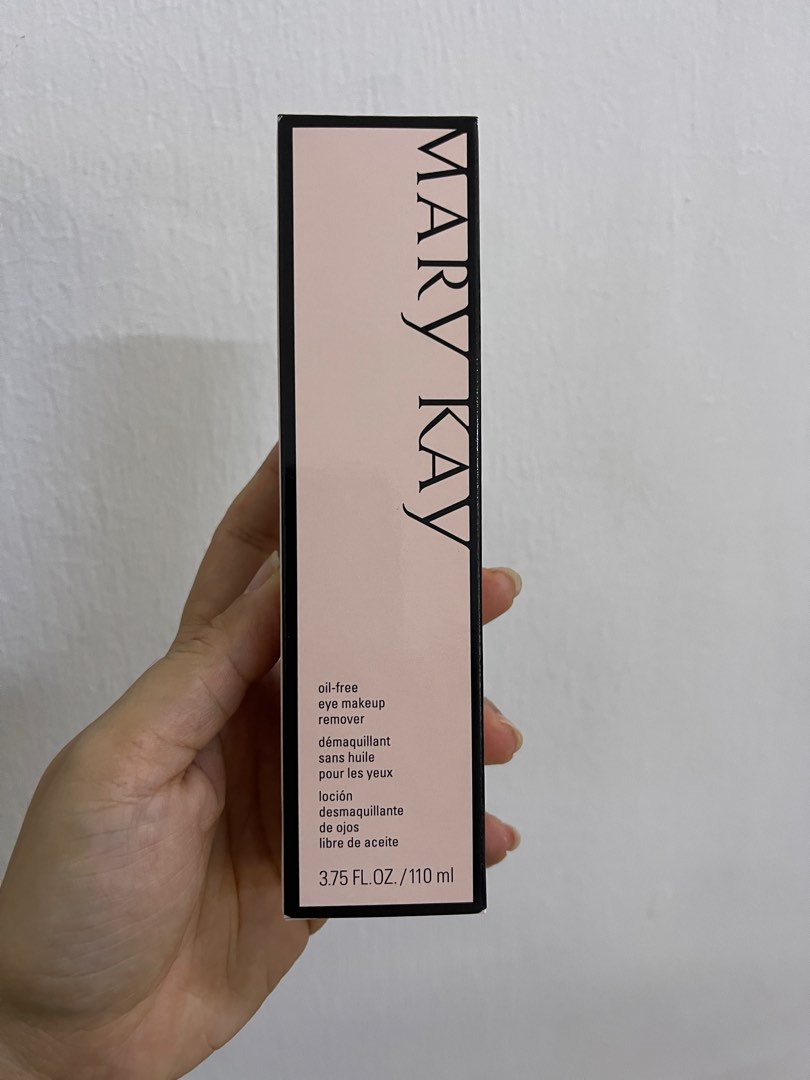 MARY KAY
oil-free
eye makeup
remover
démaquillant
sans huile
pour les yeux
loción
desmaquillante
de ojos
libre de aceite
3.75 FL.OZ./110 ml